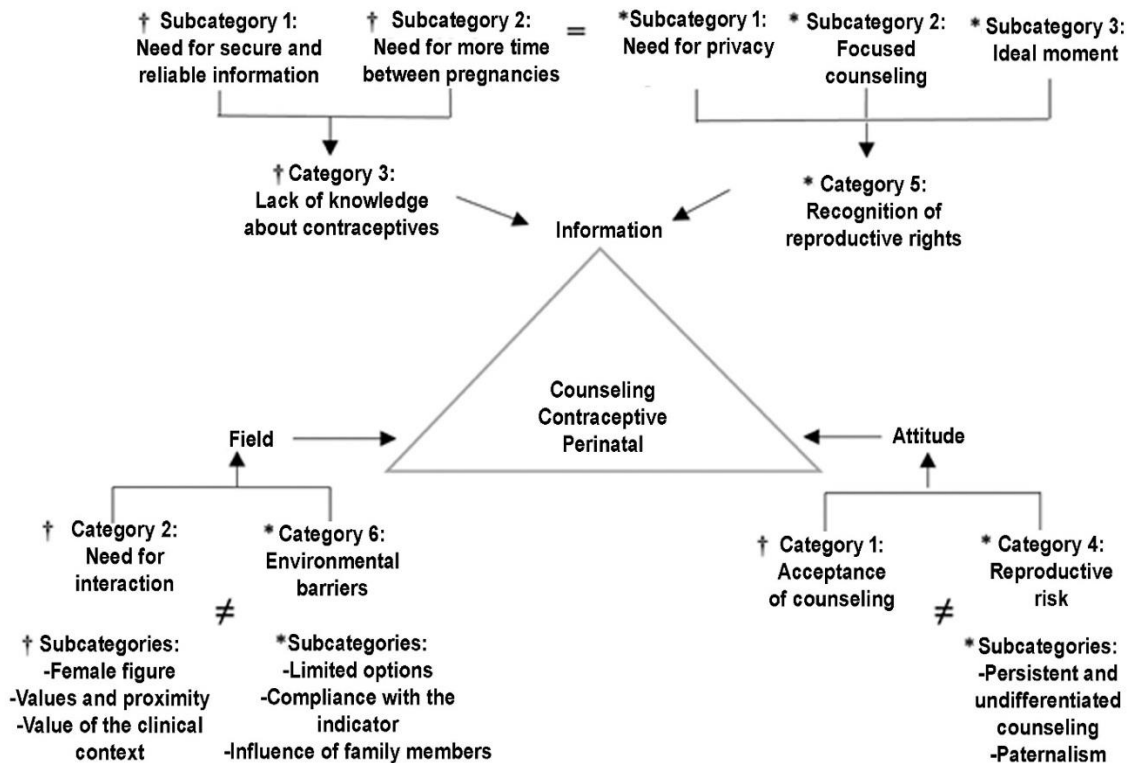 † Subcategory 1:
Need for secure and
reliable information
† Subcategory 2:
Need for more time
between pregnancies
=
*Subcategory 1:
Need for privacy
* Subcategory 2:
Focused
counseling
* Subcategory 3:
Ideal moment
† Category 3:
Lack of knowledge
about contraceptives
* Category 5:
Recognition of
reproductive rights
Information
Counseling
Contraceptive
Perinatal
Field
Attitude
† Category 2:
Need for
interaction
* Category 6:
Environmental
barriers
≠
† Subcategories:
-Female figure
-Values and proximity
-Value of the clinical
context
*Subcategories:
-Limited options
-Compliance with the
indicator
-Influence of family members
† Category 1:
Acceptance
of counseling
* Category 4:
Reproductive
risk
≠
* Subcategories:
-Persistent and
undifferentiated
counseling
-Paternalism